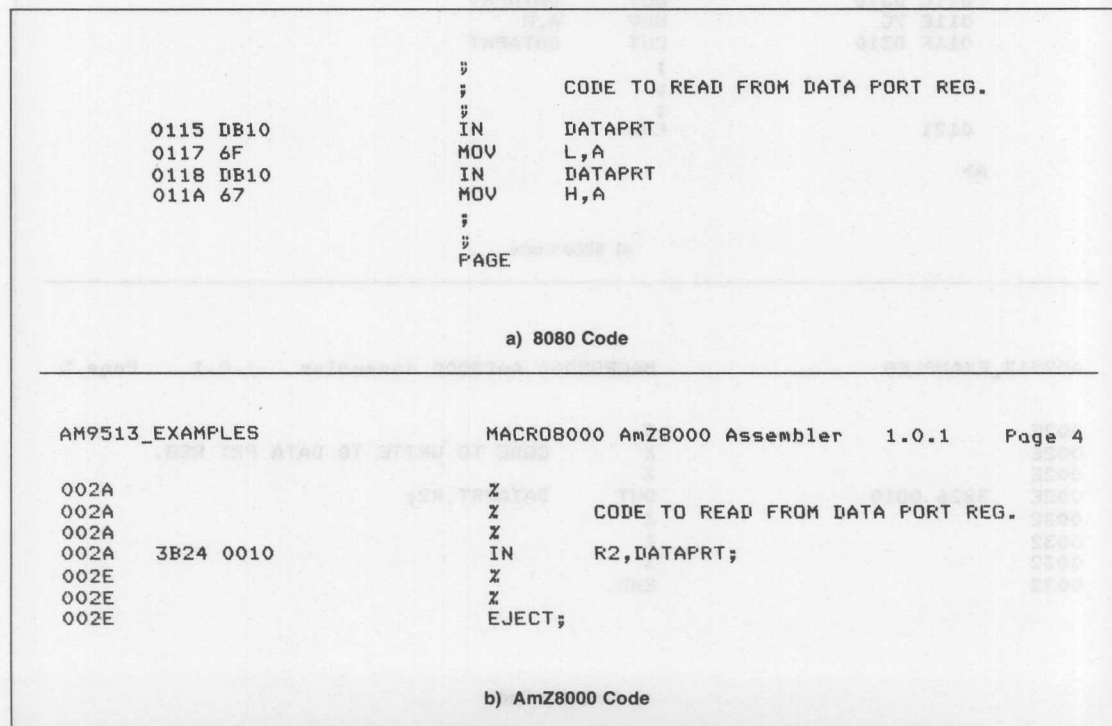 ;
; CODE TO READ FROM DATA PORT REG.
;
0115 DB10 IN DATAPRT
0117 6F MOV L,A
0118 DB10 IN DATAPRT
011A 67 MOV H,A
;
;
PAGE
a) 8080 Code
AM9513_EXAMPLES MACRO8000 AmZ8000 Assembler 1.0.1 Page 4
002A %
002A % CODE TO READ FROM DATA PORT REG.
002A %
002A 3B24 0010 IN R2,DATAPRT;
002E %
002E %
002E EJECT;
b) AmZ8000 Code